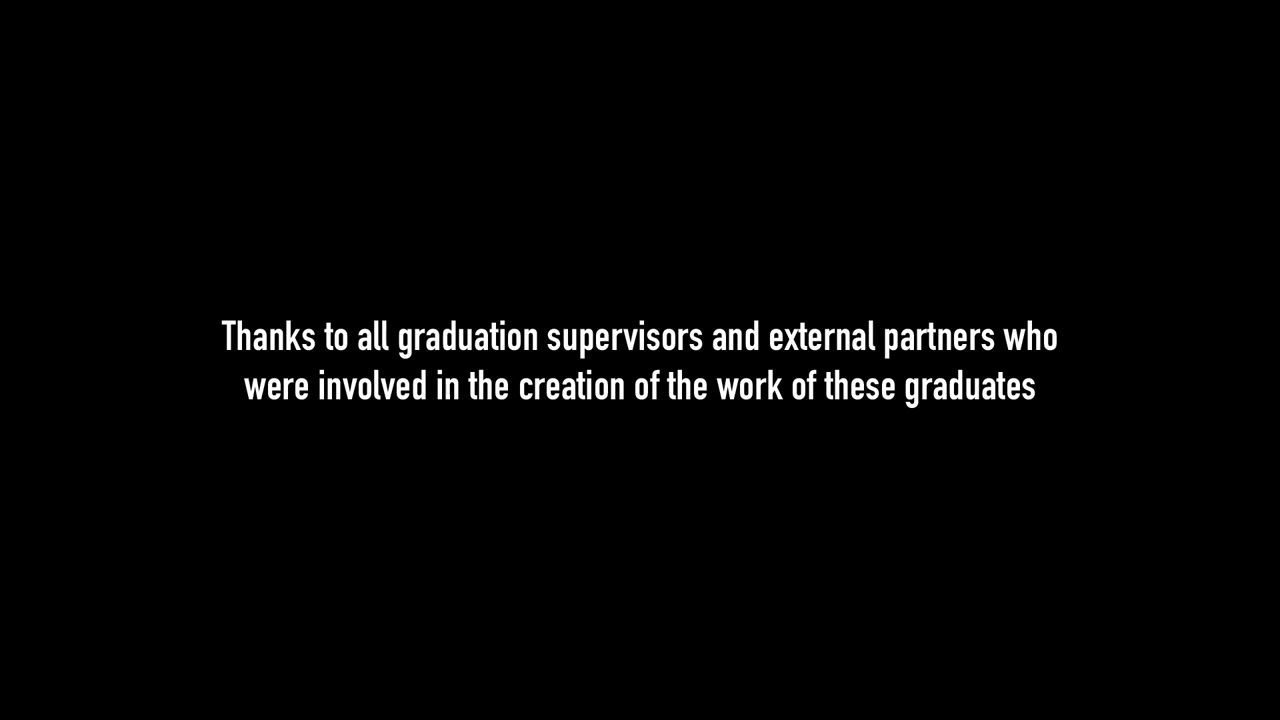 Thanks to all graduation supervisors and external partners who
were involved in the creation of the work of these graduates